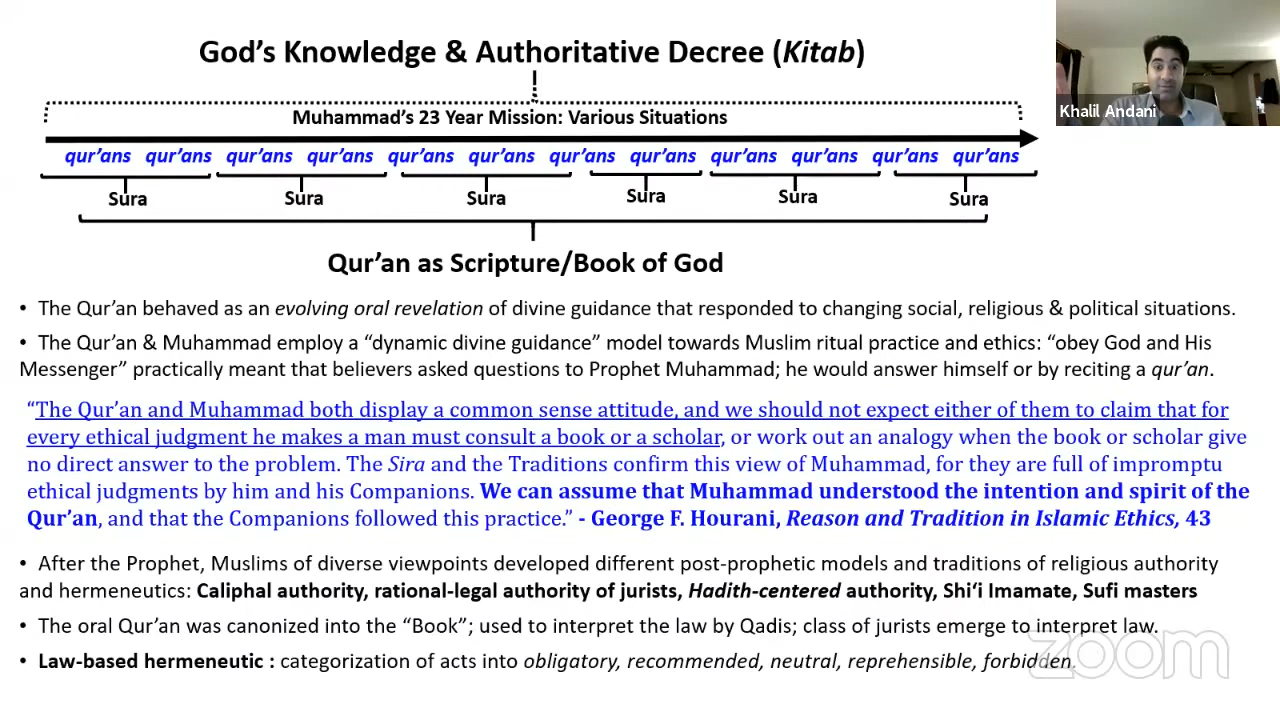 God’s Knowledge & Authoritative Decree (Kitab)
Khalil Andani
Muhammad’s 23 Year Mission: Various Situations
qur’ans qur’ans qur’ans qur’ans qur’ans qur’ans qur’ans qur’ans qur’ans qur’ans qur’ans qur’ans
Sura Sura Sura Sura Sura Sura
Qur’an as Scripture/Book of God
• The Qur’an behaved as an evolving oral revelation of divine guidance that responded to changing social, religious & political situations.
• The Qur’an & Muhammad employ a “dynamic divine guidance” model towards Muslim ritual practice and ethics: “obey God and His
Messenger” practically meant that believers asked questions to Prophet Muhammad; he would answer himself or by reciting a qur’an.
“The Qur’an and Muhammad both display a common sense attitude, and we should not expect either of them to claim that for
every ethical judgment he makes a man must consult a book or a scholar, or work out an analogy when the book or scholar give
no direct answer to the problem. The Sira and the Traditions confirm this view of Muhammad, for they are full of impromptu
ethical judgments by him and his Companions. We can assume that Muhammad understood the intention and spirit of the
Qur’an, and that the Companions followed this practice.” - George F. Hourani, Reason and Tradition in Islamic Ethics, 43
• After the Prophet, Muslims of diverse viewpoints developed different post-prophetic models and traditions of religious authority
and hermeneutics: Caliphal authority, rational-legal authority of jurists, Hadith-centered authority, Shi‘i Imamate, Sufi masters
• The oral Qur’an was canonized into the “Book”; used to interpret the law by Qadis; class of jurists emerge to interpret law.
• Law-based hermeneutic : categorization of acts into obligatory, recommended, neutral, reprehensible, forbidden.
zoom